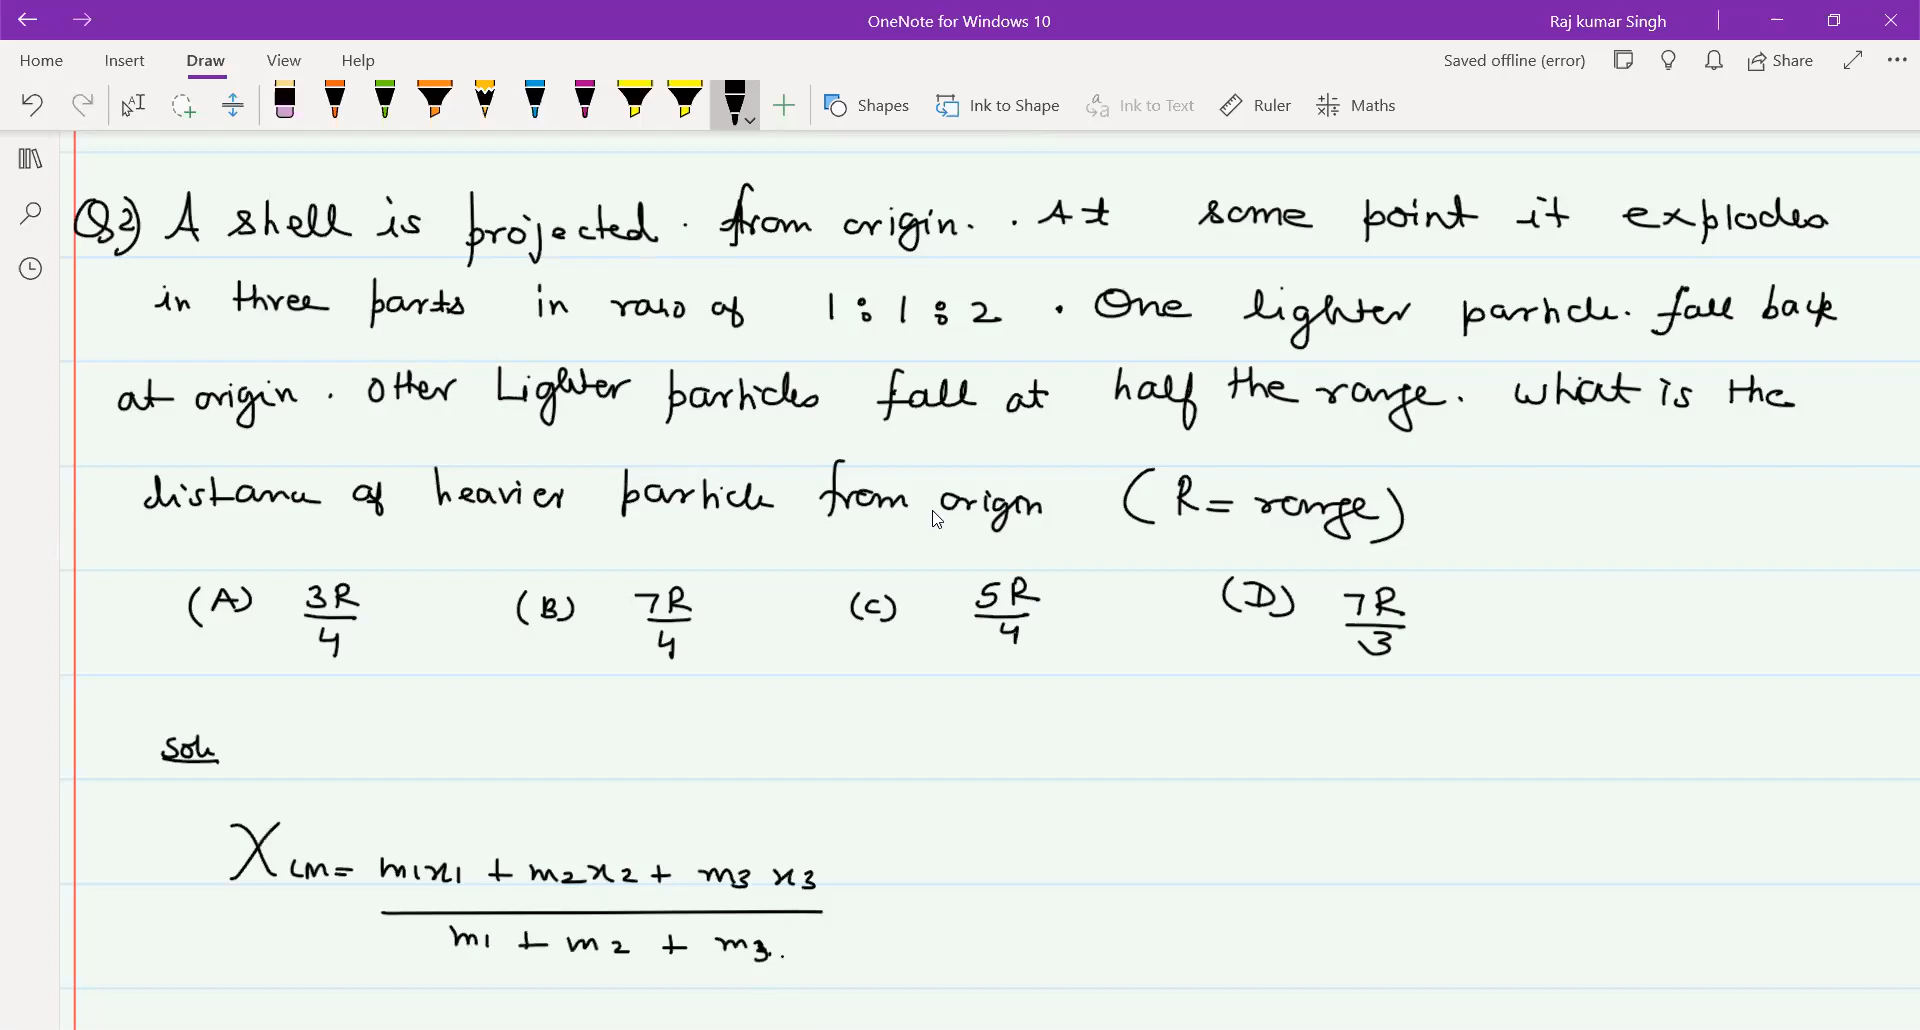 OneNote for Windows 10
Raj kumar Singh
Home Insert Draw View Help
Saved offline (error)
Share
Shapes Ink to Shape Ink to Text Ruler Maths
Q2) A shell is projected. from origin. . At some point it explodes
in three parts in ratio of 1 : 1 : 2 . One lighter particle. fall back
at origin. Other Lighter particles fall at half the range. what is the
distance of heavier particle from origin (R = range)
(A) 3R/4 (B) 7R/4 (C) 5R/4 (D) 7R/3
Soln
XCM = m1x1 + m2x2 + m3 x3
m1 + m2 + m3.